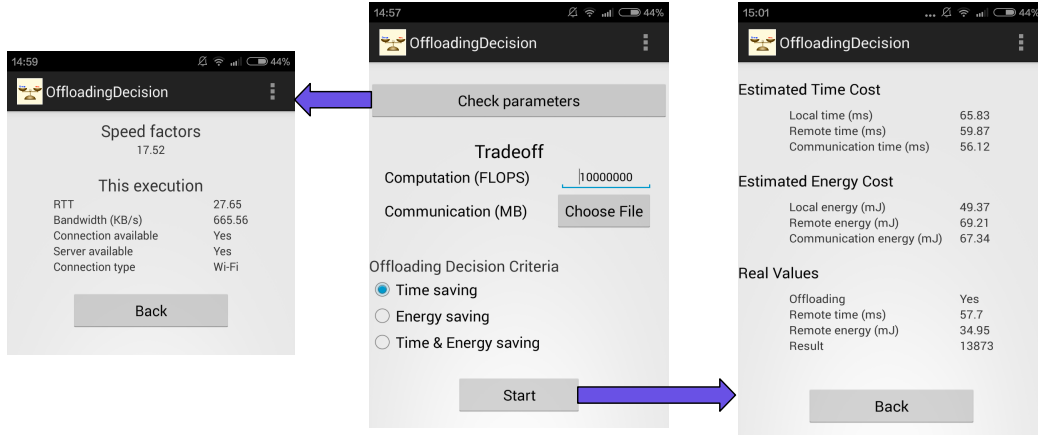 14:59
44%
OffloadingDecision
Speed factors
17.52
This execution
RTT 27.65
Bandwidth (KB/s) 665.56
Connection available Yes
Server available Yes
Connection type Wi-Fi
Back
14:57
44%
OffloadingDecision
Check parameters
Tradeoff
Computation (FLOPS) 10000000
Communication (MB) Choose File
Offloading Decision Criteria
Time saving
Energy saving
Time & Energy saving
Start
15:01
... 44%
OffloadingDecision
Estimated Time Cost
Local time (ms) 65.83
Remote time (ms) 59.87
Communication time (ms) 56.12
Estimated Energy Cost
Local energy (mJ) 49.37
Remote energy (mJ) 69.21
Communication energy (mJ) 67.34
Real Values
Offloading Yes
Remote time (ms) 57.7
Remote energy (mJ) 34.95
Result 13873
Back